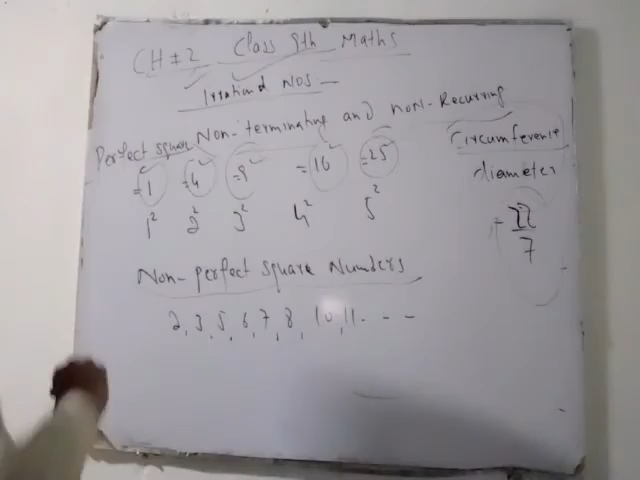 CH # 2 Class 9th Maths
Irrational NOS
Non-terminating and non-Recurring
Perfect square
=1 =4 =9 =16 =25
1² 2² 3² 4² 5²
Circumference
diameter
22
7
Non-perfect square Numbers
2, 3, 5, 6, 7, 8, 10, 11 - - -